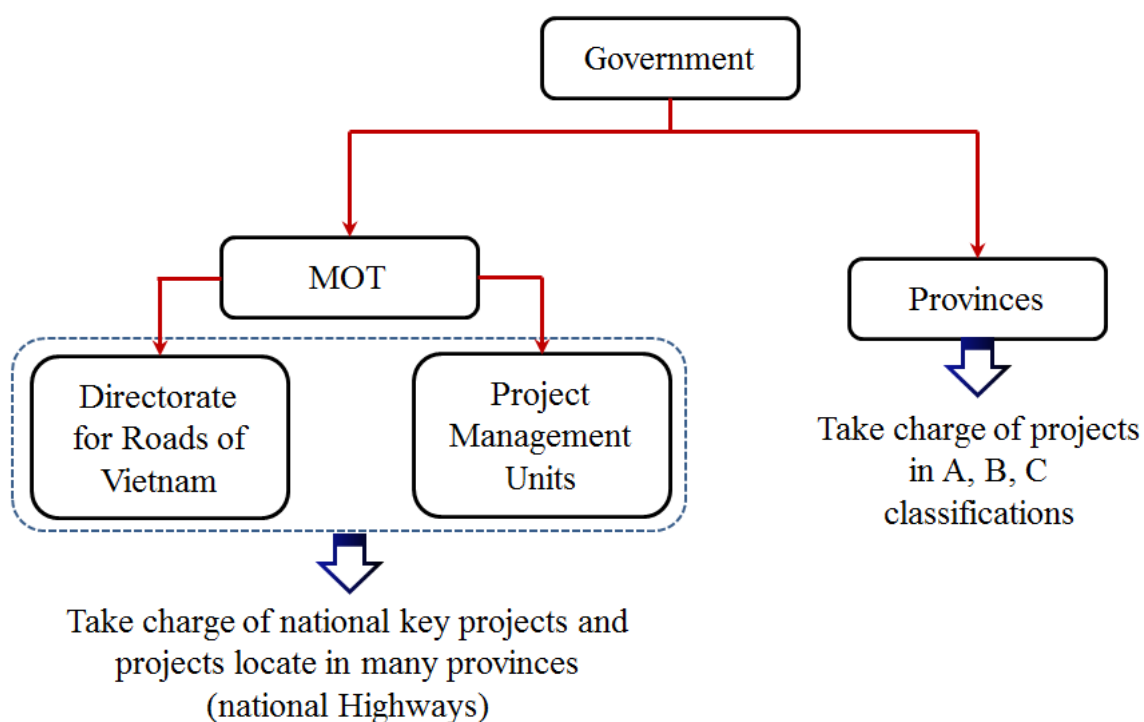 Government
MOT
Provinces
Directorate
for Roads of
Vietnam
Project
Management
Units
Take charge of projects
in A, B, C
classifications
Take charge of national key projects and
projects locate in many provinces
(national Highways)